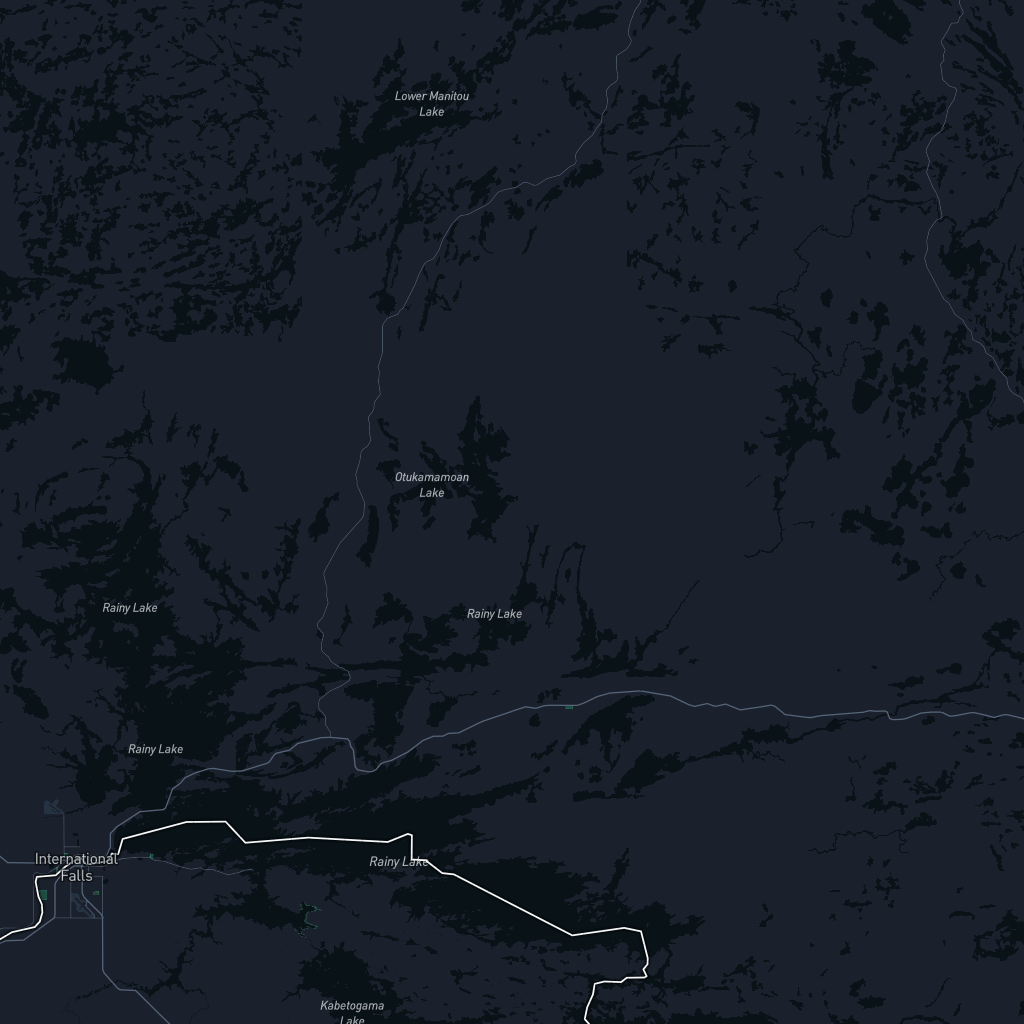 Lower Manitou
Lake
Otukamamoan
Lake
Rainy Lake
Rainy Lake
Rainy Lake
International
Falls
Rainy Lake
Kabetogama
Lake